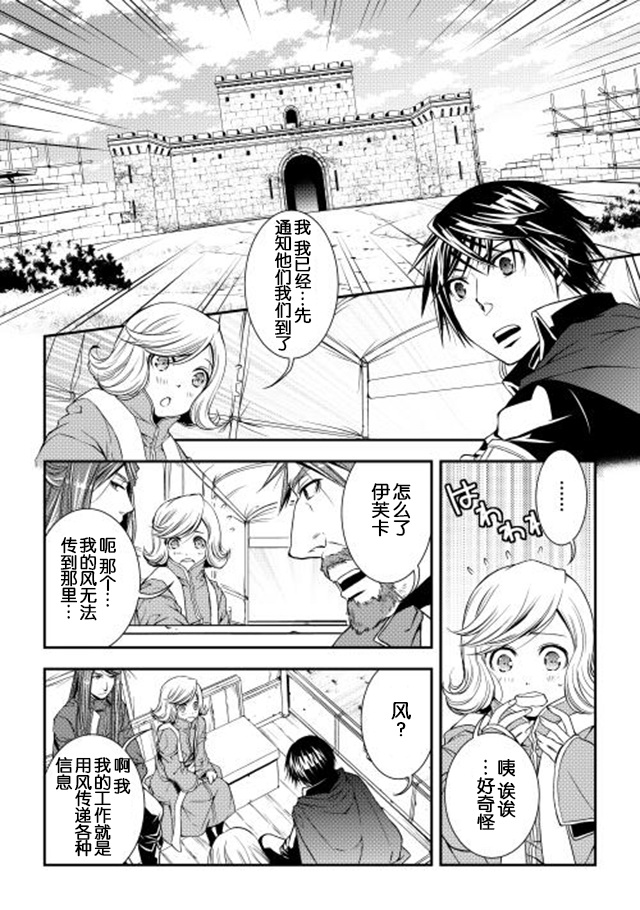 我 我已经…先
通知他们我们到了
……
はわわわ
咦 诶诶
…好奇怪
怎么了
伊芙卡
呃 那个!…
我的风无法
传到那里…
风?
啊 我
我的工作就是
用风传递各种
信息